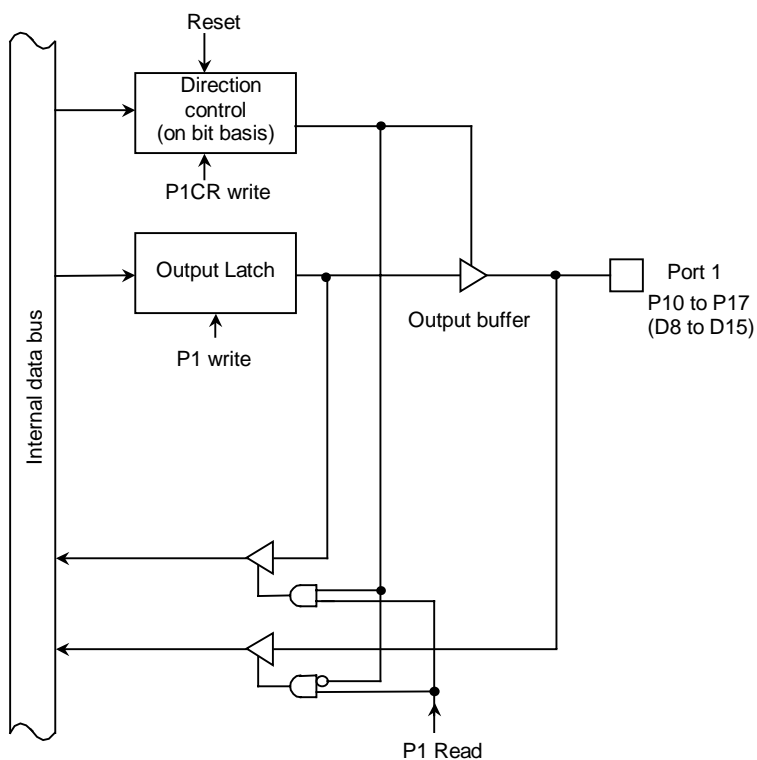 Reset
Direction
control
(on bit basis)
P1CR write
Output Latch
Output buffer
Port 1
P10 to P17
(D8 to D15)
P1 write
Internal data bus
P1 Read